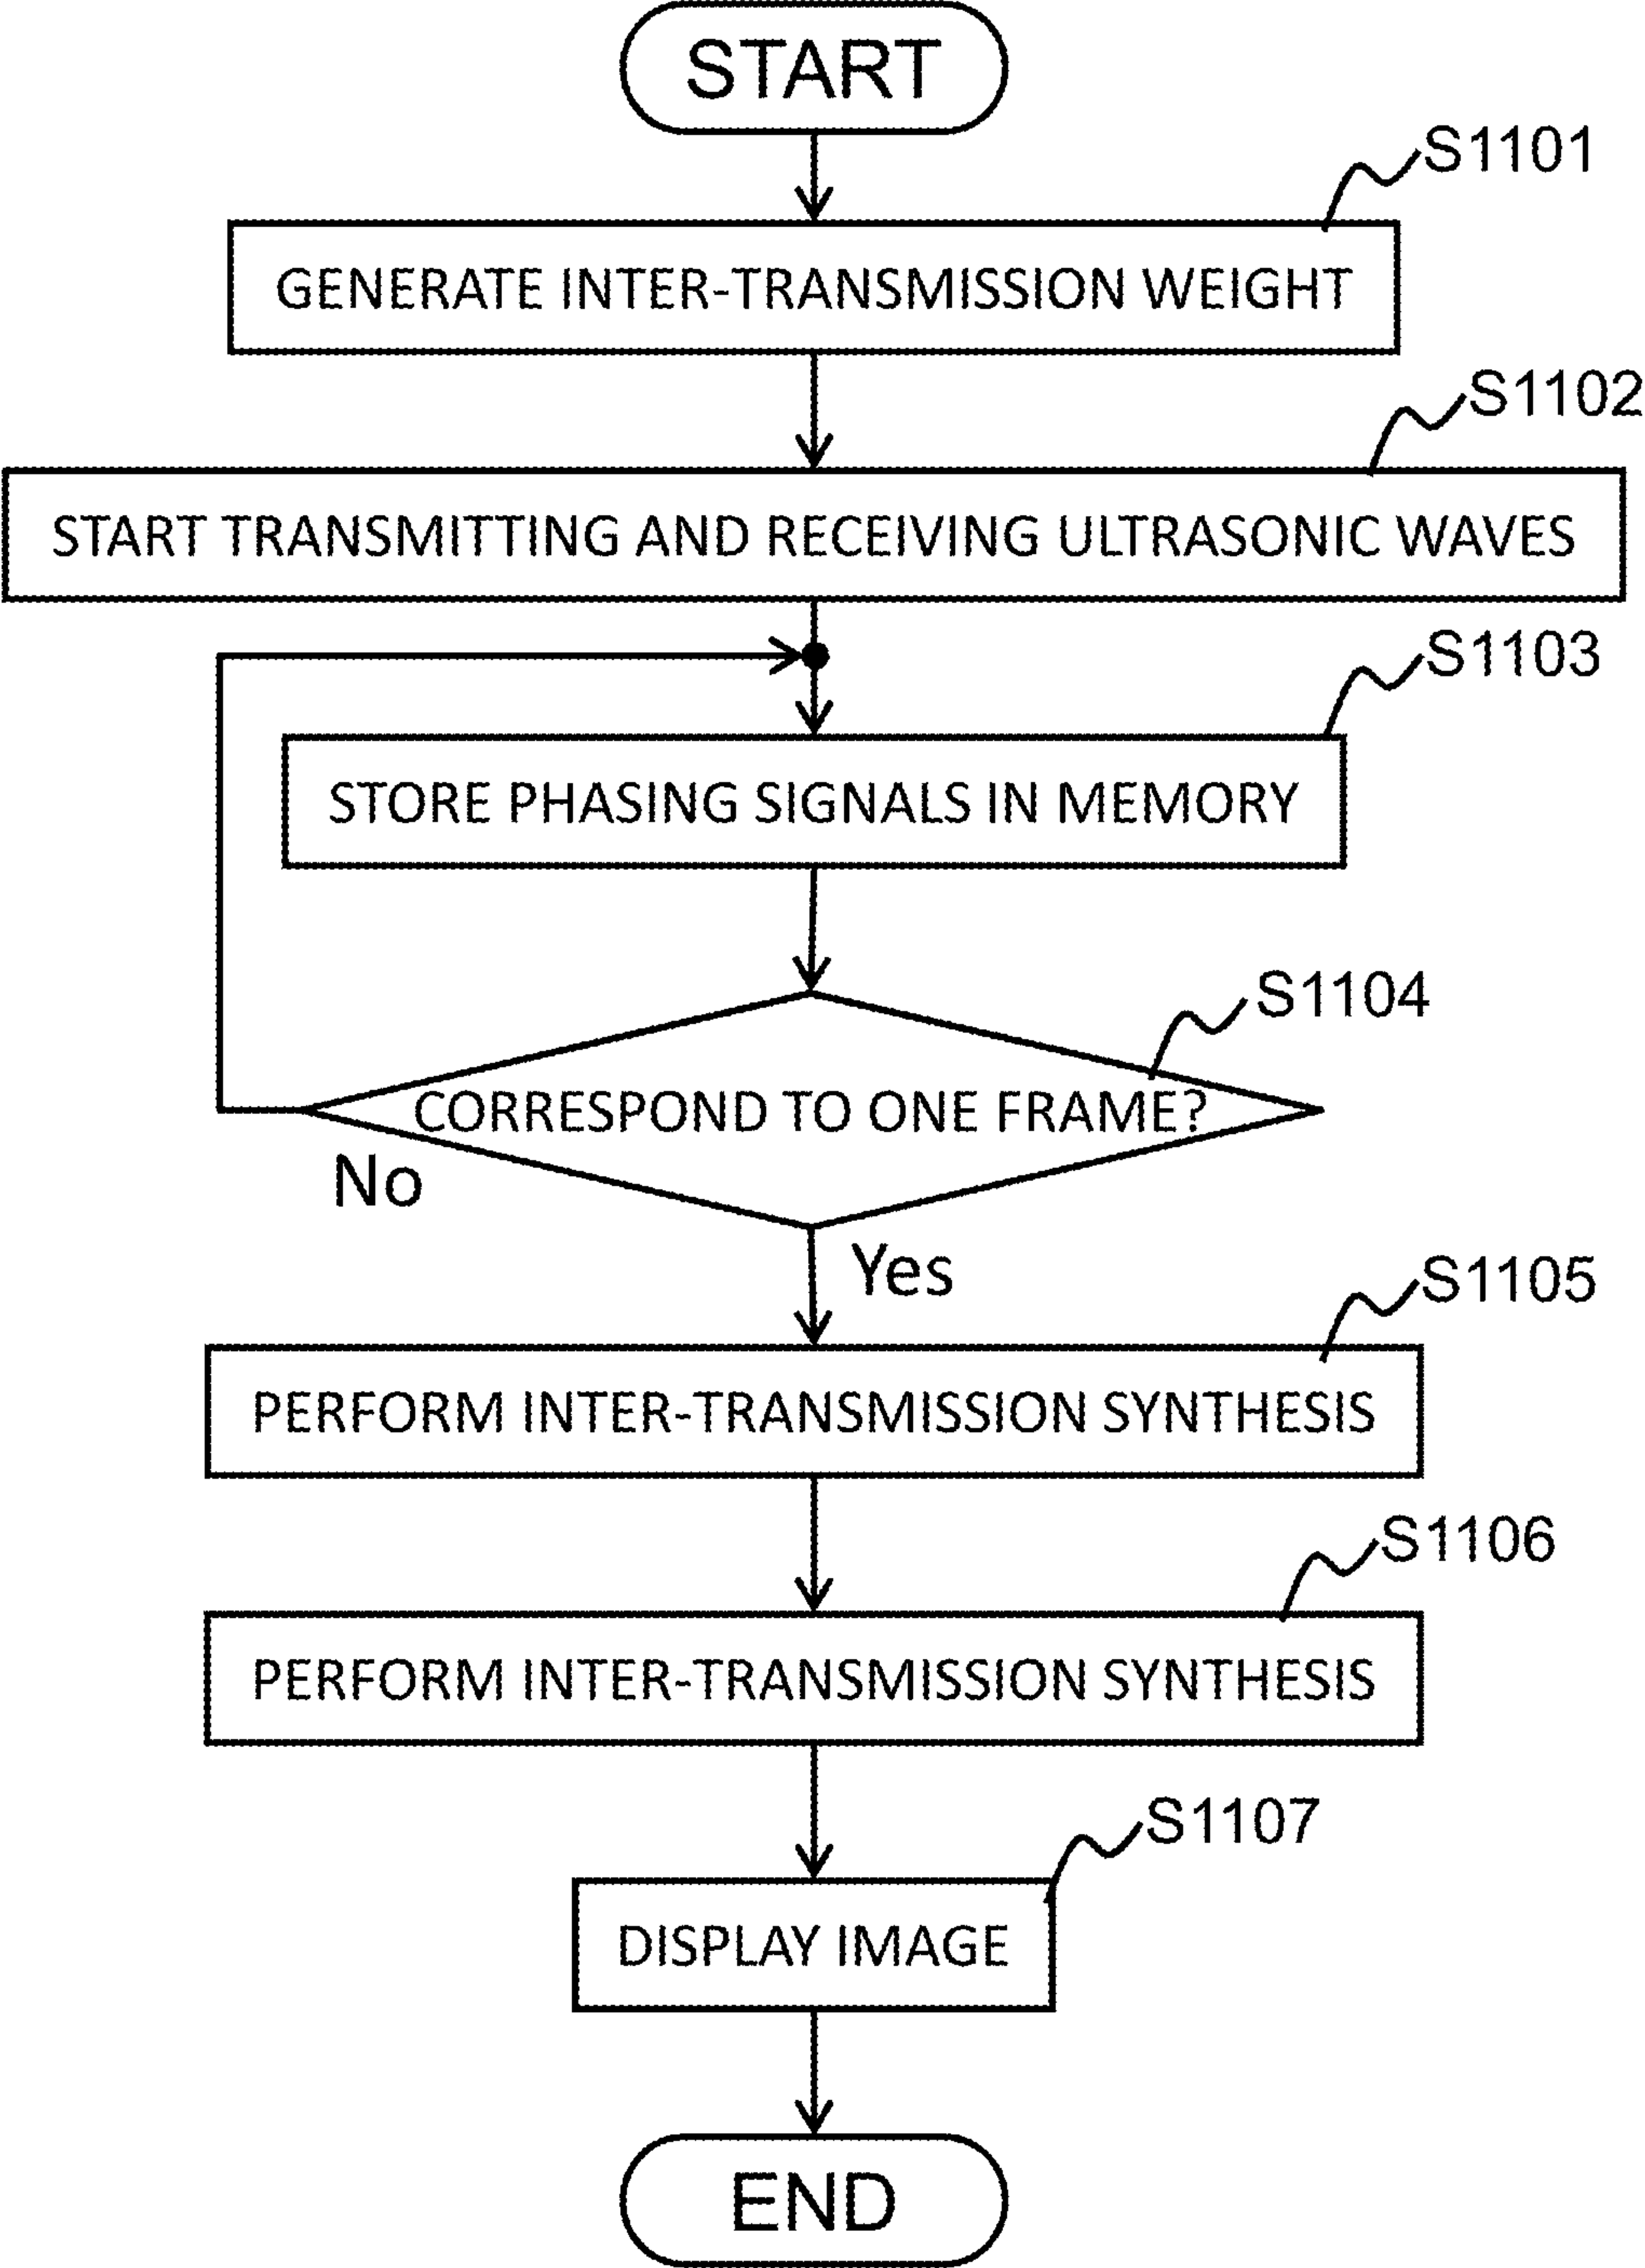 START
S1101
GENERATE INTER-TRANSMISSION WEIGHT
S1102
START TRANSMITTING AND RECEIVING ULTRASONIC WAVES
S1103
STORE PHASING SIGNALS IN MEMORY
S1104
CORRESPOND TO ONE FRAME?
No
Yes
S1105
PERFORM INTER-TRANSMISSION SYNTHESIS
S1106
PERFORM INTER-TRANSMISSION SYNTHESIS
S1107
DISPLAY IMAGE
END